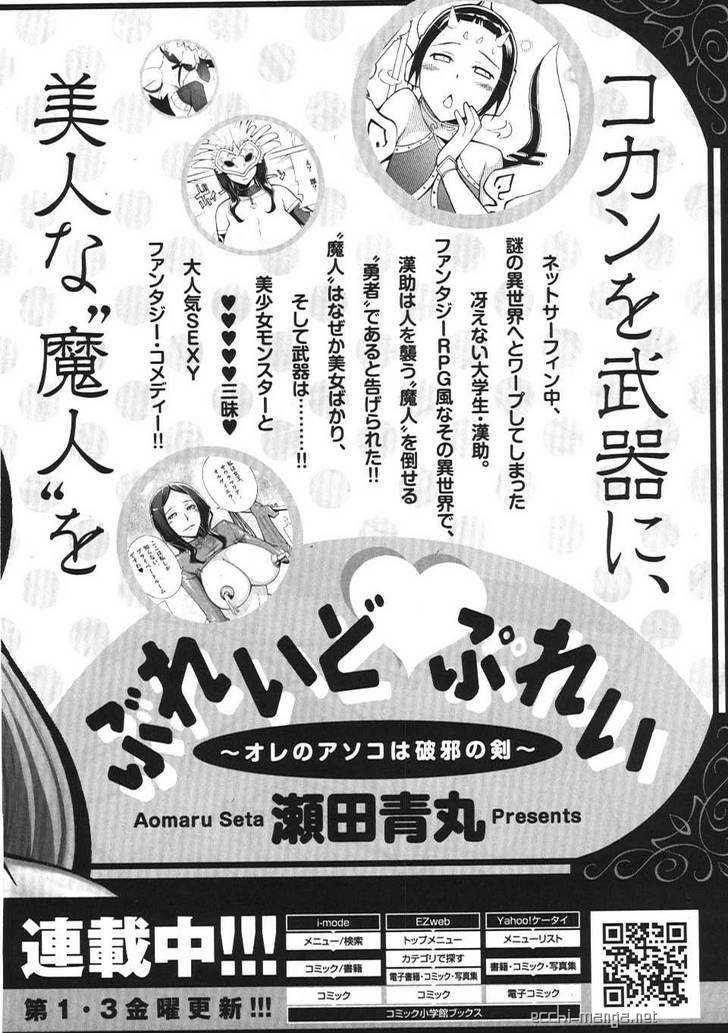 コカンを武器に、
美人な〝魔人〟を
ネットサーフィン中、
謎の異世界へとワープしてしまった
冴えない大学生・漢助。
ファンタジーRPG風なその異世界で、
漢助は人を襲う〝魔人〟を倒せる
〝勇者〟であると告げられた!!
〝魔人〟はなぜか美女ばかり、
そして武器は………!!
美少女モンスターと
♥♥♥♥♥三昧♥
大人気SEXY
ファンタジー・コメディー!!
ぶれいど♥ぷれい
～オレのアソコは破邪の剣～
Aomaru Seta 瀬田青丸 Presents
連載中!!!
第1・3金曜更新!!!
i-mode EZweb Yahoo!ケータイ
メニュー/検索 トップメニュー メニューリスト
コミック/書籍 カテゴリで探す 書籍・コミック・写真集
電子書籍・コミック・写真集
コミック コミック 電子コミック
コミック小学館ブックス
ecchi-manga.net